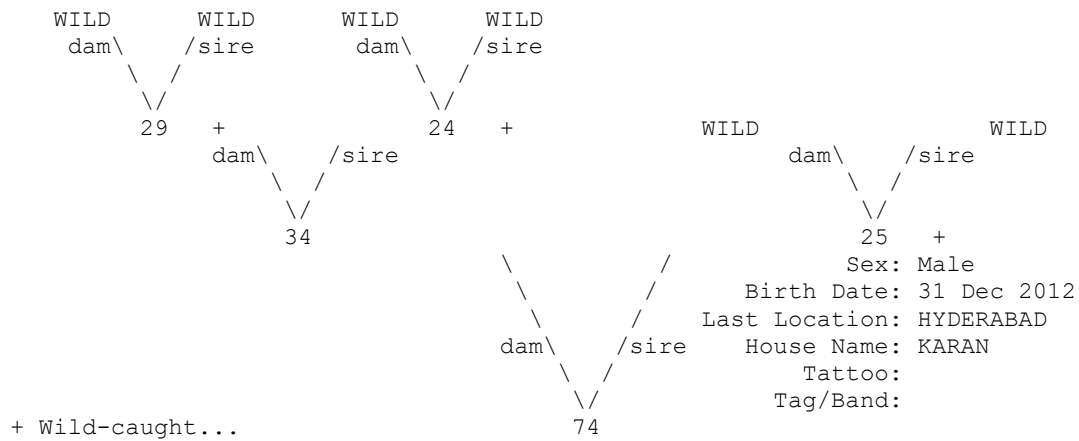 WILD WILD WILD WILD
dam\ /sire dam\ /sire
\ / \ /
\/ \/
29 + 24 + WILD WILD
dam\ /sire dam\ /sire
\ / \ /
\/ \/
34 25 +
\ / Sex: Male
\ / Birth Date: 31 Dec 2012
\ / Last Location: HYDERABAD
dam\ /sire House Name: KARAN
\ / Tattoo:
\/ Tag/Band:
+ Wild-caught... 74